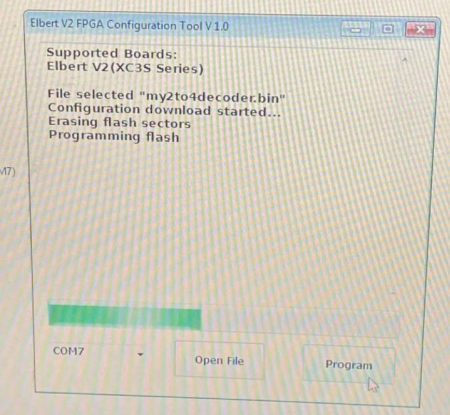 Elbert V2 FPGA Configuration Tool V 1.0
Supported Boards:
Elbert V2(XC3S Series)
File selected "my2to4decoder.bin"
Configuration download started...
Erasing flash sectors
Programming flash
M7)
COM7
Open File
Program